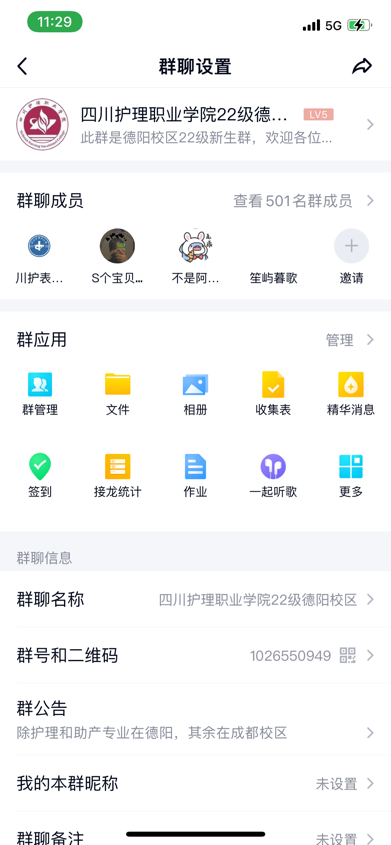 11:29
5G
群聊设置
四川护理职业学院22级德... LV5
此群是德阳校区22级新生群，欢迎各位...
群聊成员
查看501名群成员
川护表... S个宝贝... 不是阿... 笙屿暮歌 邀请
群应用
管理
群管理 文件 相册 收集表 精华消息
签到 接龙统计 作业 一起听歌 更多
群聊信息
群聊名称
四川护理职业学院22级德阳校区
群号和二维码
1026550949
群公告
除护理和助产专业在德阳，其余在成都校区
我的本群昵称
未设置
群聊备注
未设置